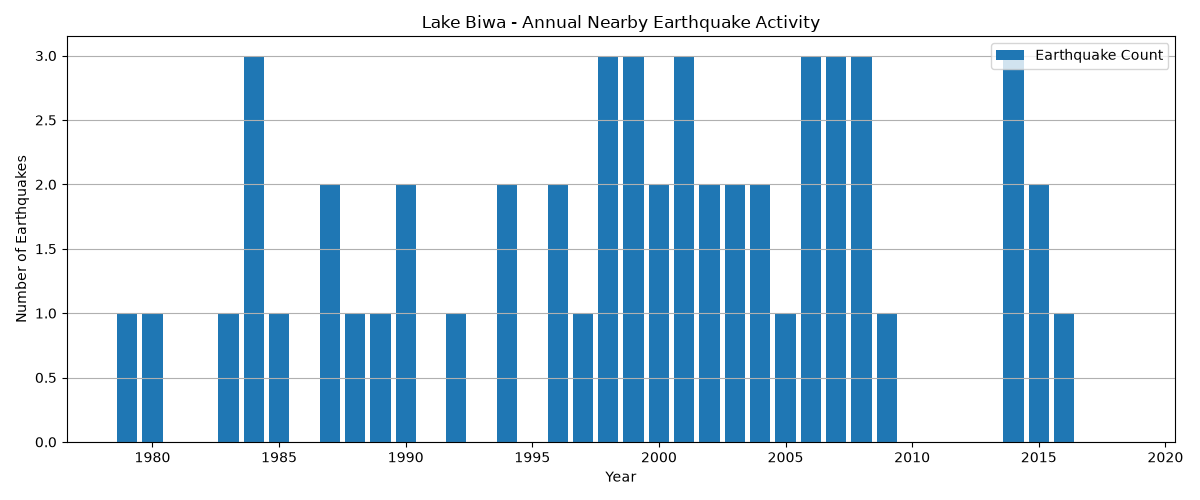 Lake Biwa - Annual Nearby Earthquake Activity
Earthquake Count
Number of Earthquakes
3.0
2.5
2.0
1.5
1.0
0.5
0.0
1980 1985 1990 1995 2000 2005 2010 2015 2020
Year